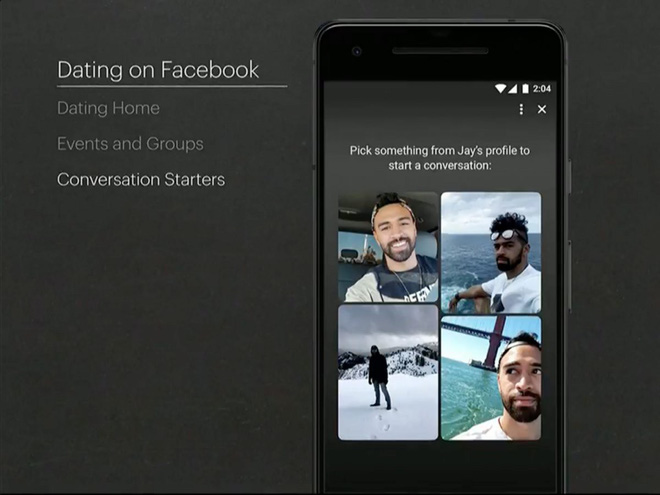 Dating on Facebook
Dating Home
Events and Groups
Conversation Starters
2:04
Pick something from Jay's profile to
start a conversation: